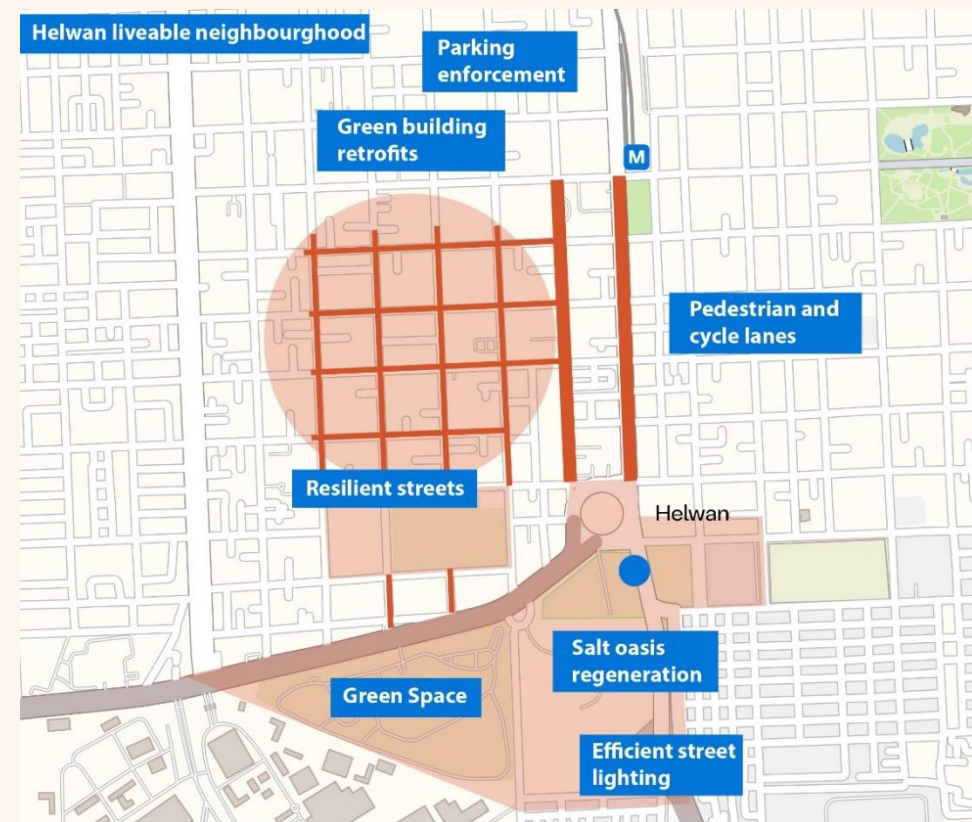 Helwan liveable neighbourghood
Parking
enforcement
Green building
retrofits
M
Pedestrian and
cycle lanes
Resilient streets
Helwan
Salt oasis
regeneration
Green Space
Efficient street
lighting